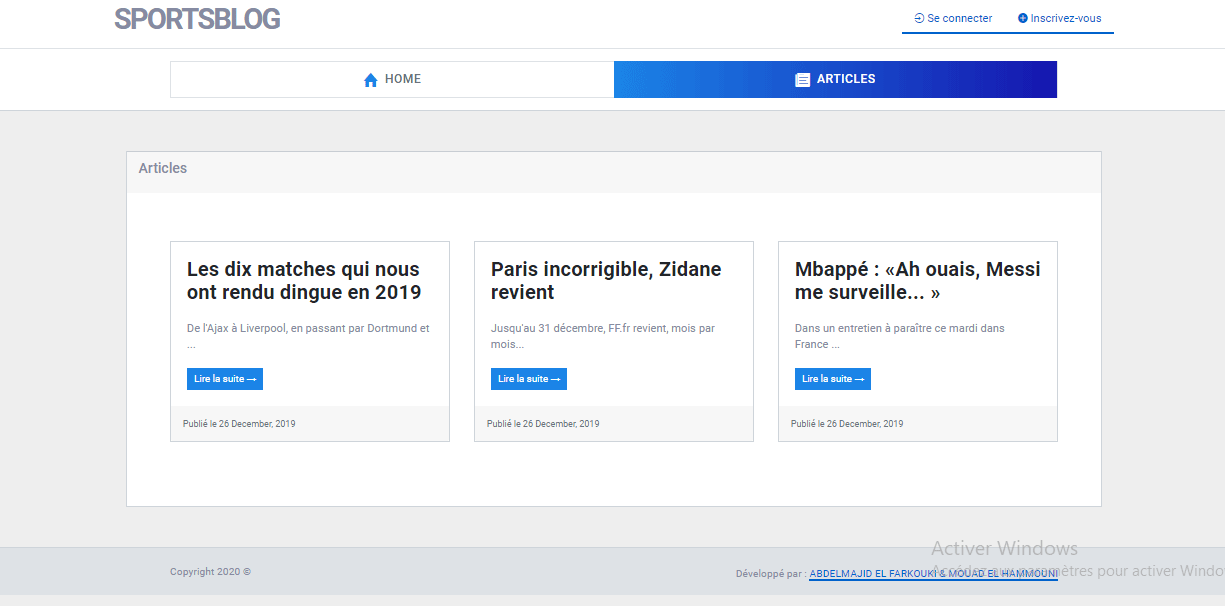 SPORTSBLOG
Se connecter
Inscrivez-vous
HOME
ARTICLES
Articles
Les dix matches qui nous
ont rendu dingue en 2019
De l'Ajax à Liverpool, en passant par Dortmund et
...
Lire la suite →
Publié le 26 December, 2019
Paris incorrigible, Zidane
revient
Jusqu'au 31 décembre, FF.fr revient, mois par
mois...
Lire la suite →
Publié le 26 December, 2019
Mbappé : «Ah ouais, Messi
me surveille... »
Dans un entretien à paraître ce mardi dans
France ...
Lire la suite →
Publié le 26 December, 2019
Activer Windows
Accédez aux paramètres pour activer Windo
Copyright 2020 ©
Développé par : ABDELMAJID EL FARKOUKI & MOUAD EL HAMMOUNI